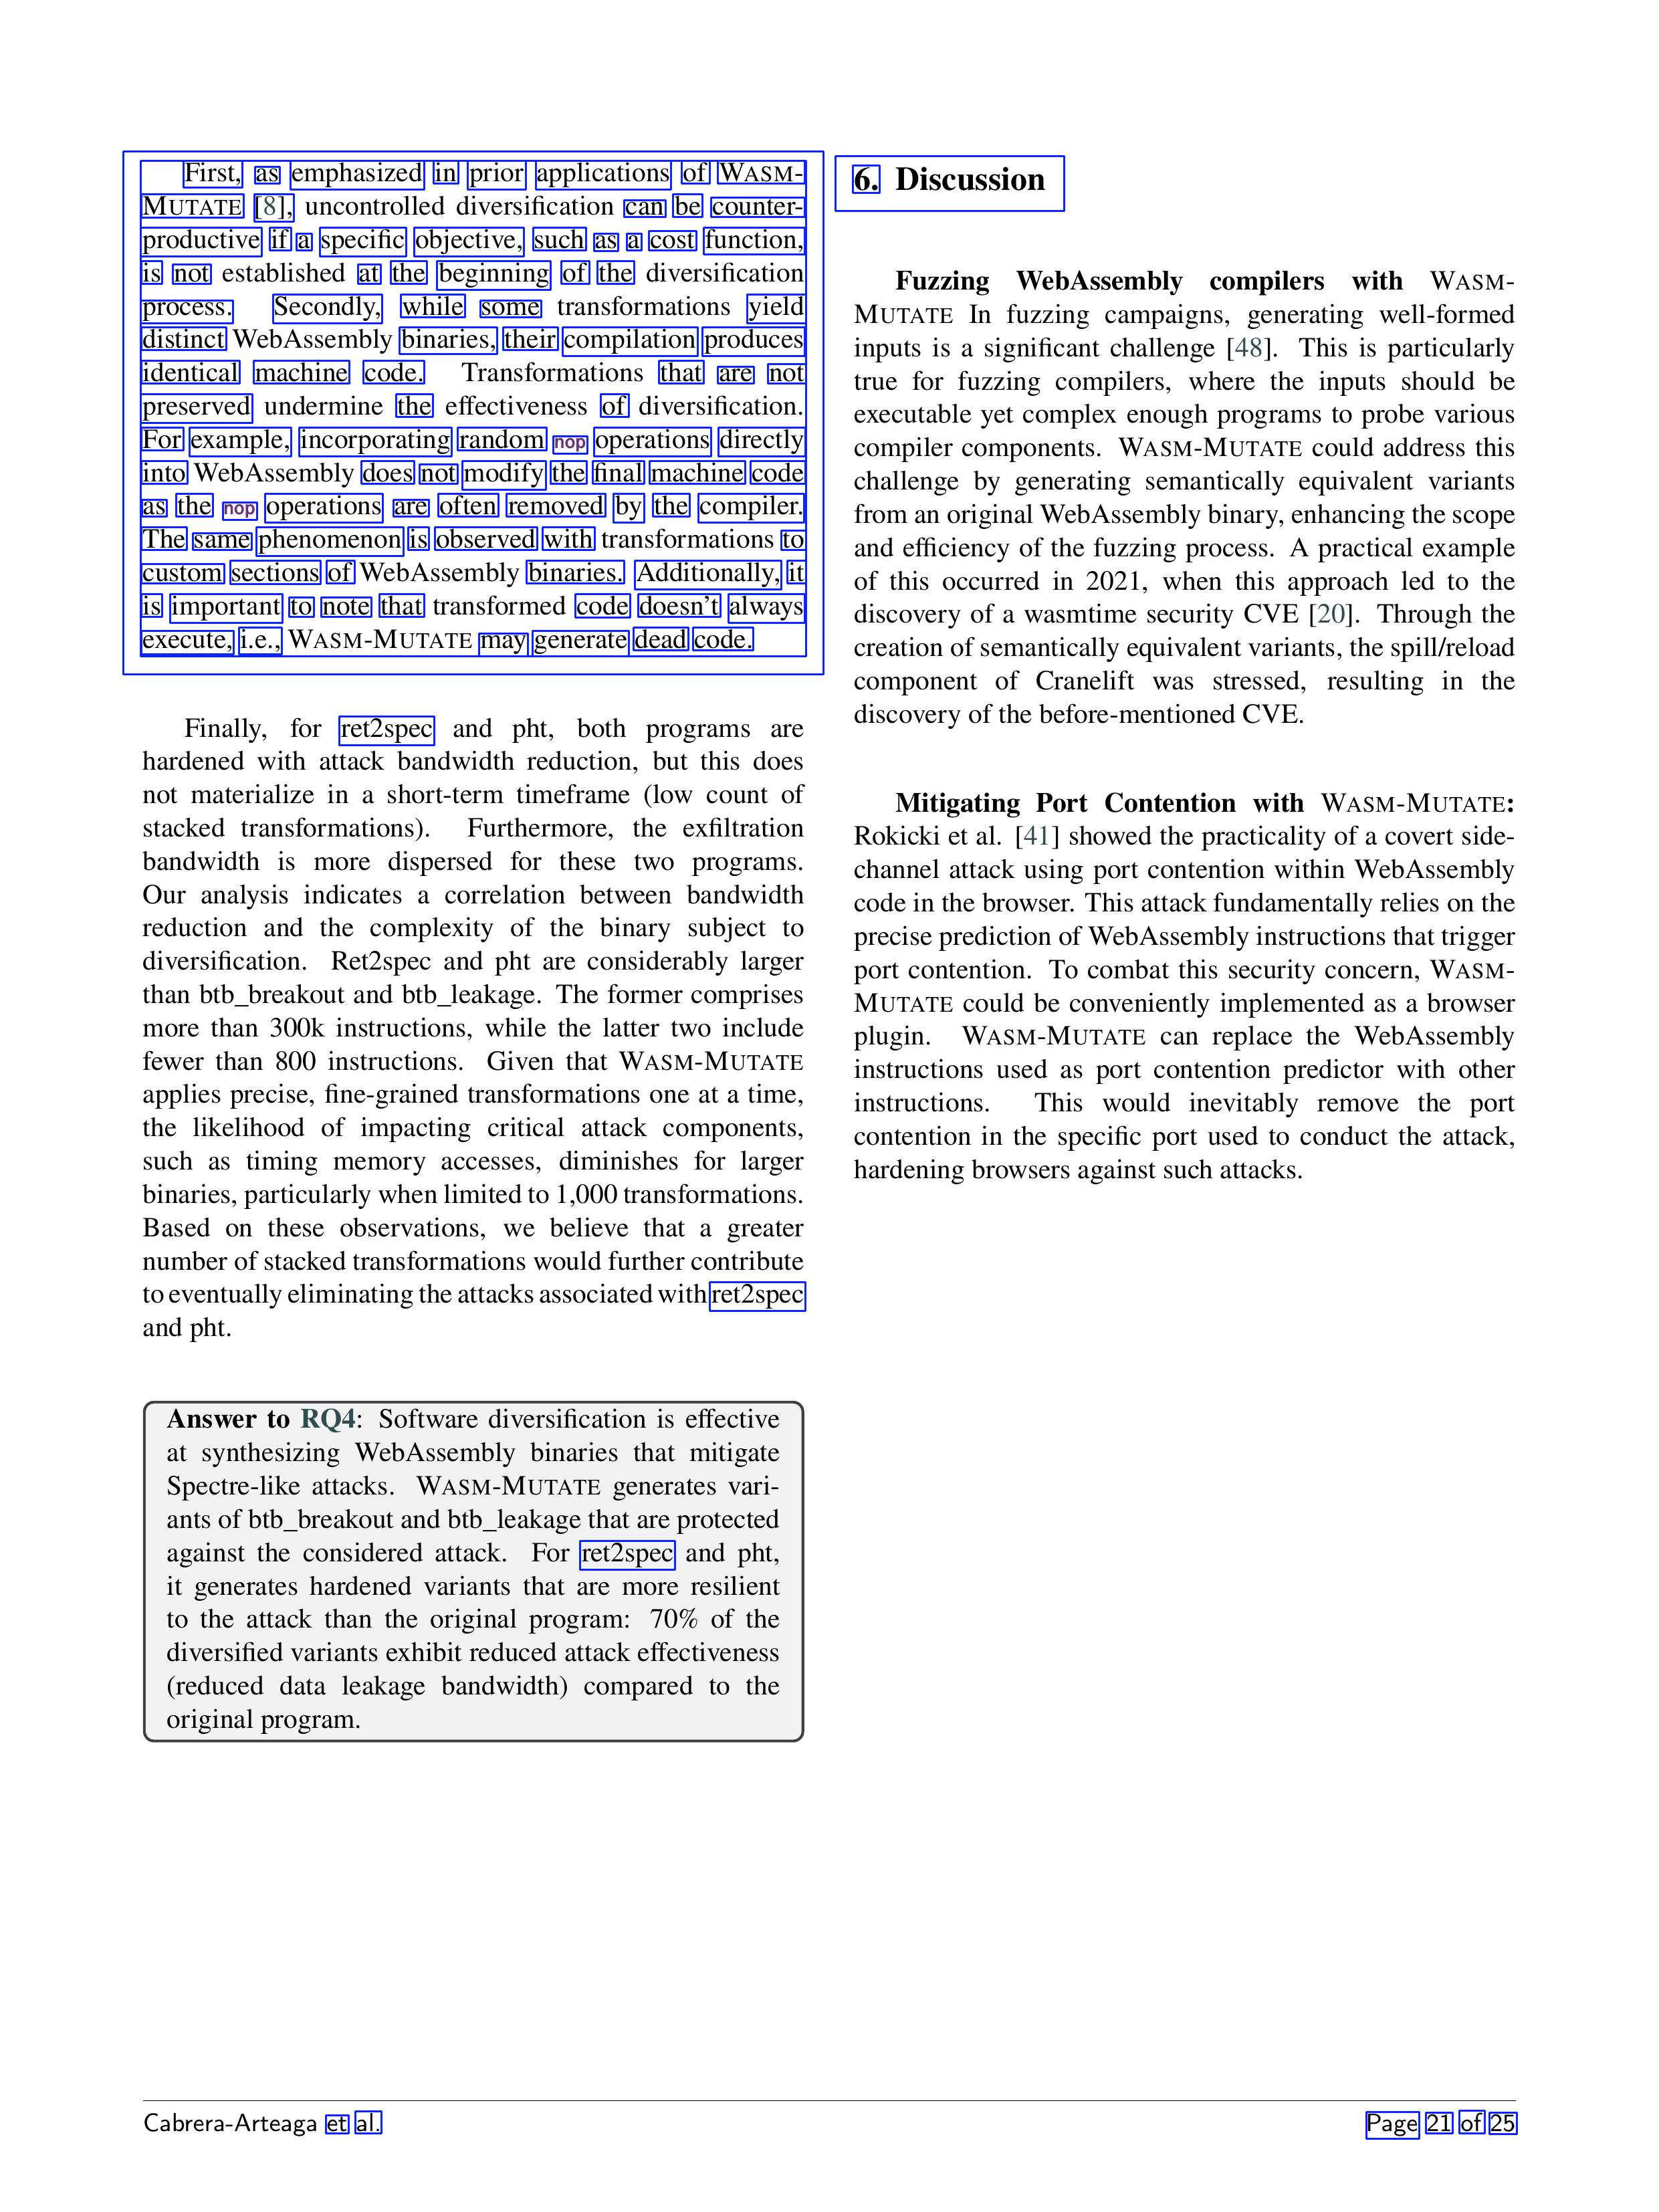 First, as emphasized in prior applications of WASM-
MUTATE [8], uncontrolled diversification can be counter-
productive if a specific objective, such as a cost function,
is not established at the beginning of the diversification
process. Secondly, while some transformations yield
distinct WebAssembly binaries, their compilation produces
identical machine code. Transformations that are not
preserved undermine the effectiveness of diversification.
For example, incorporating random nop operations directly
into WebAssembly does not modify the final machine code
as the nop operations are often removed by the compiler.
The same phenomenon is observed with transformations to
custom sections of WebAssembly binaries. Additionally, it
is important to note that transformed code doesn't always
execute, i.e., WASM-MUTATE may generate dead code.
Finally, for ret2spec and pht, both programs are
hardened with attack bandwidth reduction, but this does
not materialize in a short-term timeframe (low count of
stacked transformations). Furthermore, the exfiltration
bandwidth is more dispersed for these two programs.
Our analysis indicates a correlation between bandwidth
reduction and the complexity of the binary subject to
diversification. Ret2spec and pht are considerably larger
than btb_breakout and btb_leakage. The former comprises
more than 300k instructions, while the latter two include
fewer than 800 instructions. Given that WASM-MUTATE
applies precise, fine-grained transformations one at a time,
the likelihood of impacting critical attack components,
such as timing memory accesses, diminishes for larger
binaries, particularly when limited to 1,000 transformations.
Based on these observations, we believe that a greater
number of stacked transformations would further contribute
to eventually eliminating the attacks associated with ret2spec
and pht.
Answer to RQ4: Software diversification is effective
at synthesizing WebAssembly binaries that mitigate
Spectre-like attacks. WASM-MUTATE generates vari-
ants of btb_breakout and btb_leakage that are protected
against the considered attack. For ret2spec and pht,
it generates hardened variants that are more resilient
to the attack than the original program: 70% of the
diversified variants exhibit reduced attack effectiveness
(reduced data leakage bandwidth) compared to the
original program.
6. Discussion
Fuzzing WebAssembly compilers with WASM-
MUTATE In fuzzing campaigns, generating well-formed
inputs is a significant challenge [48]. This is particularly
true for fuzzing compilers, where the inputs should be
executable yet complex enough programs to probe various
compiler components. WASM-MUTATE could address this
challenge by generating semantically equivalent variants
from an original WebAssembly binary, enhancing the scope
and efficiency of the fuzzing process. A practical example
of this occurred in 2021, when this approach led to the
discovery of a wasmtime security CVE [20]. Through the
creation of semantically equivalent variants, the spill/reload
component of Cranelift was stressed, resulting in the
discovery of the before-mentioned CVE.
Mitigating Port Contention with WASM-MUTATE:
Rokicki et al. [41] showed the practicality of a covert side-
channel attack using port contention within WebAssembly
code in the browser. This attack fundamentally relies on the
precise prediction of WebAssembly instructions that trigger
port contention. To combat this security concern, WASM-
MUTATE could be conveniently implemented as a browser
plugin. WASM-MUTATE can replace the WebAssembly
instructions used as port contention predictor with other
instructions. This would inevitably remove the port
contention in the specific port used to conduct the attack,
hardening browsers against such attacks.
Cabrera-Arteaga et al.
Page 21 of 25